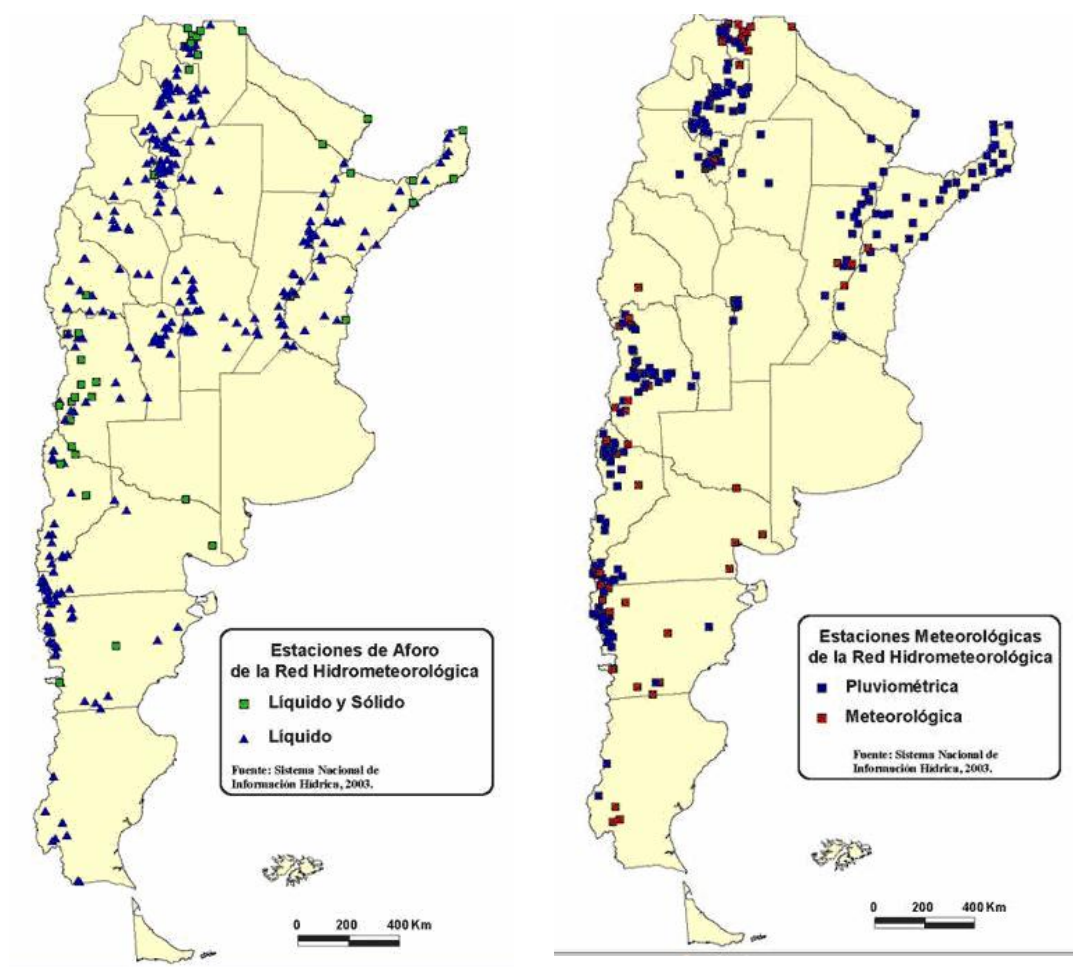 Estaciones de Aforo
de la Red Hidrometeorológica
Líquido y Sólido
Líquido
Fuente: Sistema Nacional de
Información Hídrica, 2003.
0 200 400 Km
Estaciones Meteorológicas
de la Red Hidrometeorológica
Pluviométrica
Meteorológica
Fuente: Sistema Nacional de
Información Hídrica, 2003.
0 200 400 Km